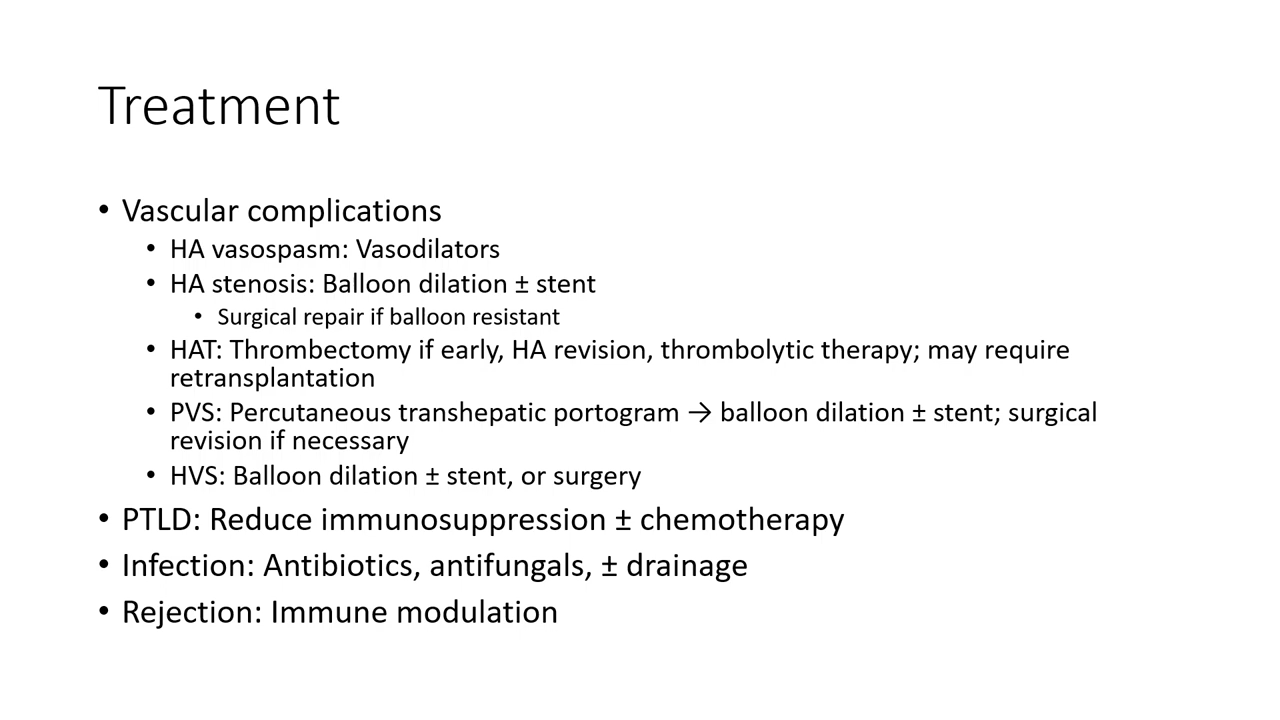 Treatment
• Vascular complications
• HA vasospasm: Vasodilators
• HA stenosis: Balloon dilation ± stent
• Surgical repair if balloon resistant
• HAT: Thrombectomy if early, HA revision, thrombolytic therapy; may require
retransplantation
• PVS: Percutaneous transhepatic portogram → balloon dilation ± stent; surgical
revision if necessary
• HVS: Balloon dilation ± stent, or surgery
• PTLD: Reduce immunosuppression ± chemotherapy
• Infection: Antibiotics, antifungals, ± drainage
• Rejection: Immune modulation